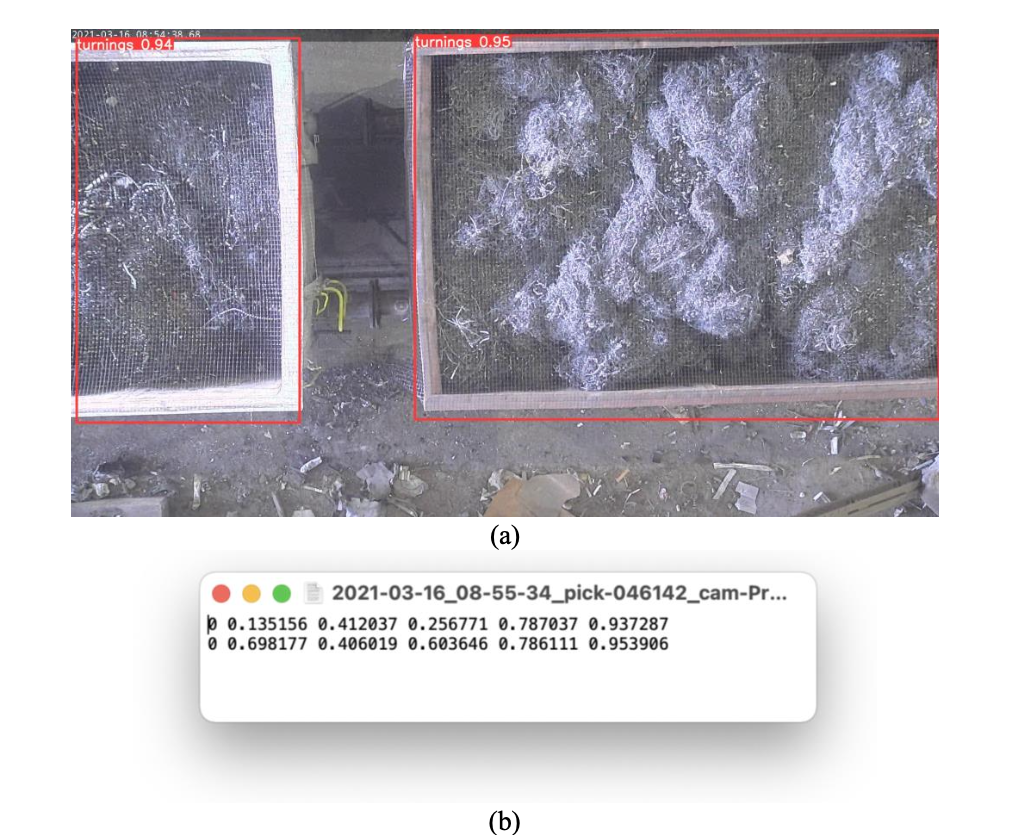 2021-03-16 08:54:38.68
turnings 0.94
turnings 0.95
(a)
2021-03-16_08-55-34_pick-046142_cam-Pr...
0 0.135156 0.412037 0.256771 0.787037 0.937287
0 0.698177 0.406019 0.603646 0.786111 0.953906
(b)